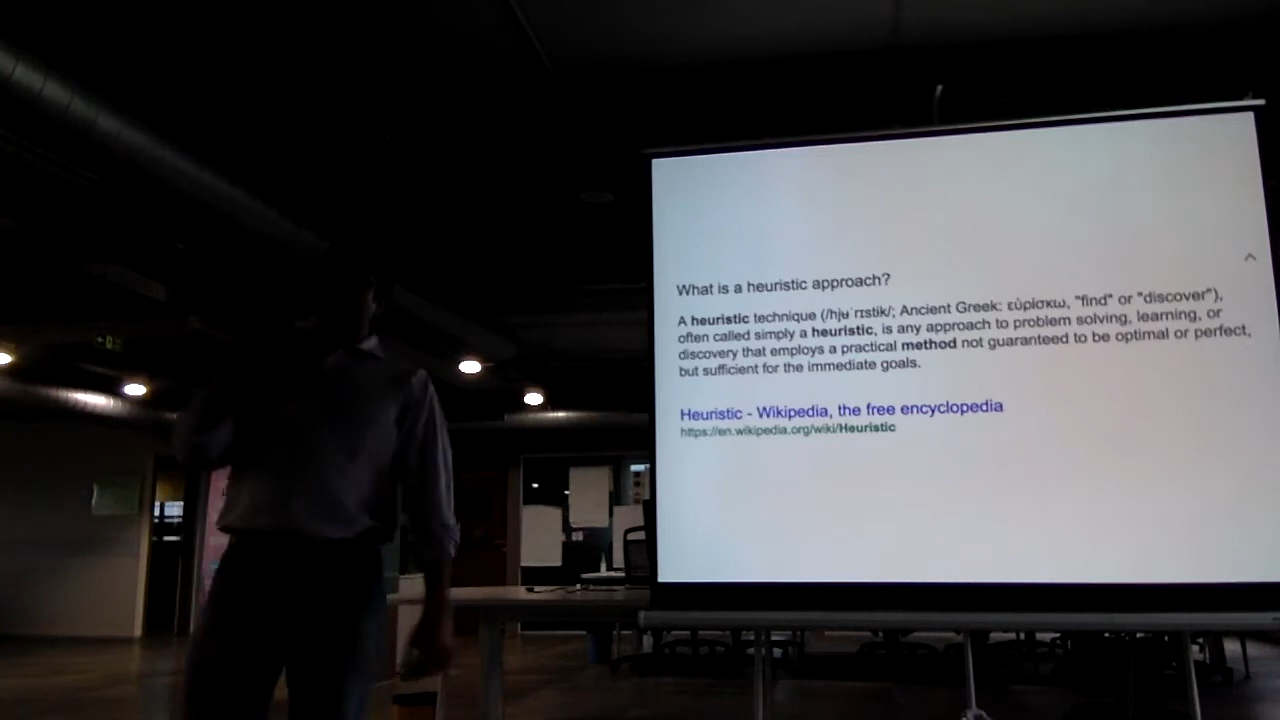 What is a heuristic approach?
A heuristic technique (/hjʉˈrɪstɨk/; Ancient Greek: εὑρίσκω, "find" or "discover"),
often called simply a heuristic, is any approach to problem solving, learning, or
discovery that employs a practical method not guaranteed to be optimal or perfect,
but sufficient for the immediate goals.
Heuristic - Wikipedia, the free encyclopedia
https://en.wikipedia.org/wiki/Heuristic